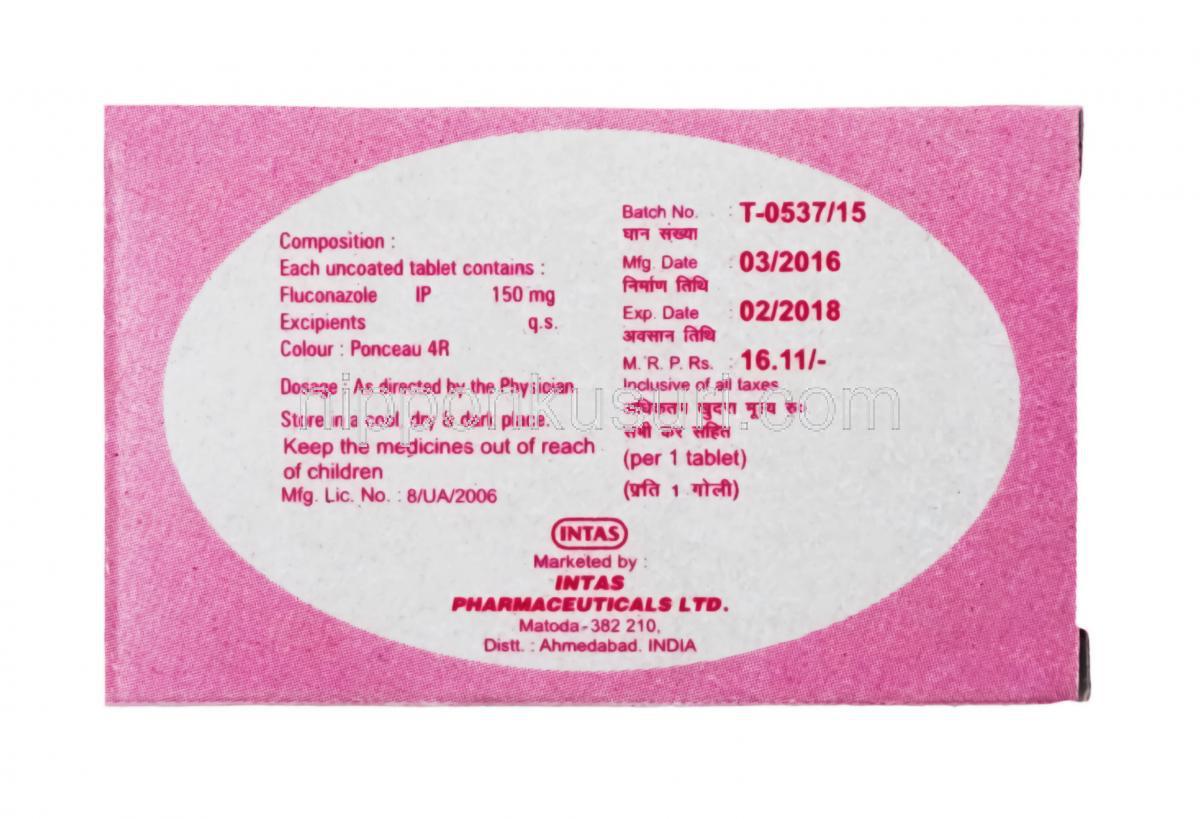 Composition :
Each uncoated tablet contains :
Fluconazole IP 150 mg
Excipients q.s.
Colour : Ponceau 4R
Dosage : As directed by the Physician
Store in a cool, dry & dark place.
Keep the medicines out of reach
of children
Mfg. Lic. No. : 8/UA/2006
Batch No. : T-0537/15
घान संख्या
Mfg. Date : 03/2016
निर्माण तिथि
Exp. Date : 02/2018
अवसान तिथि
M. R. P. Rs. : 16.11/-
Inclusive of all taxes
अधिकतम खुदरा मूल्य रु०
सभी कर सहित
(per 1 tablet)
(प्रति 1 गोली)
nipponkusuri.com
INTAS
Marketed by :
INTAS
PHARMACEUTICALS LTD.
Matoda-382 210,
Distt. : Ahmedabad. INDIA